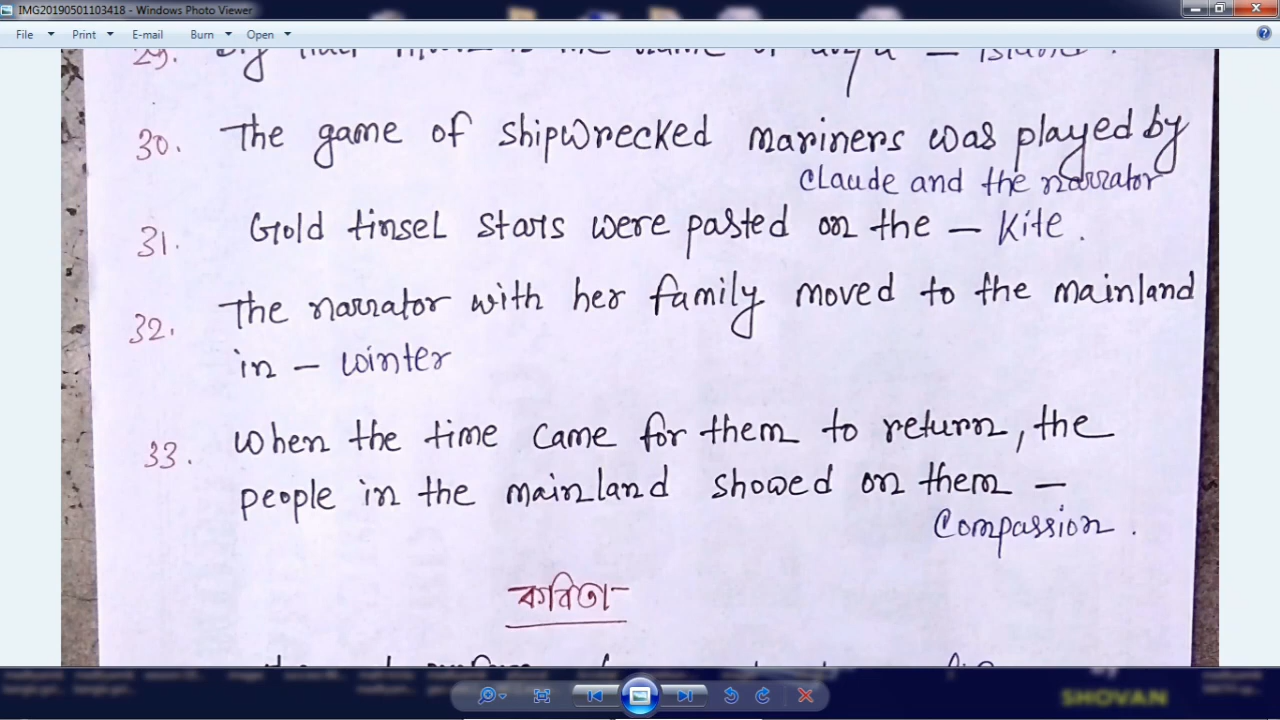 IMG20190501103418 - Windows Photo Viewer
File Print E-mail Burn Open
29.
30. The game of shipwrecked mariners was played by
Claude and the narrator
31. Gold tinsel stars were pasted on the – Kite.
32. The narrator with her family moved to the mainland
in – winter
33. When the time came for them to return, the
people in the mainland showed on them –
Compassion.
কবিতা
SHOVAN